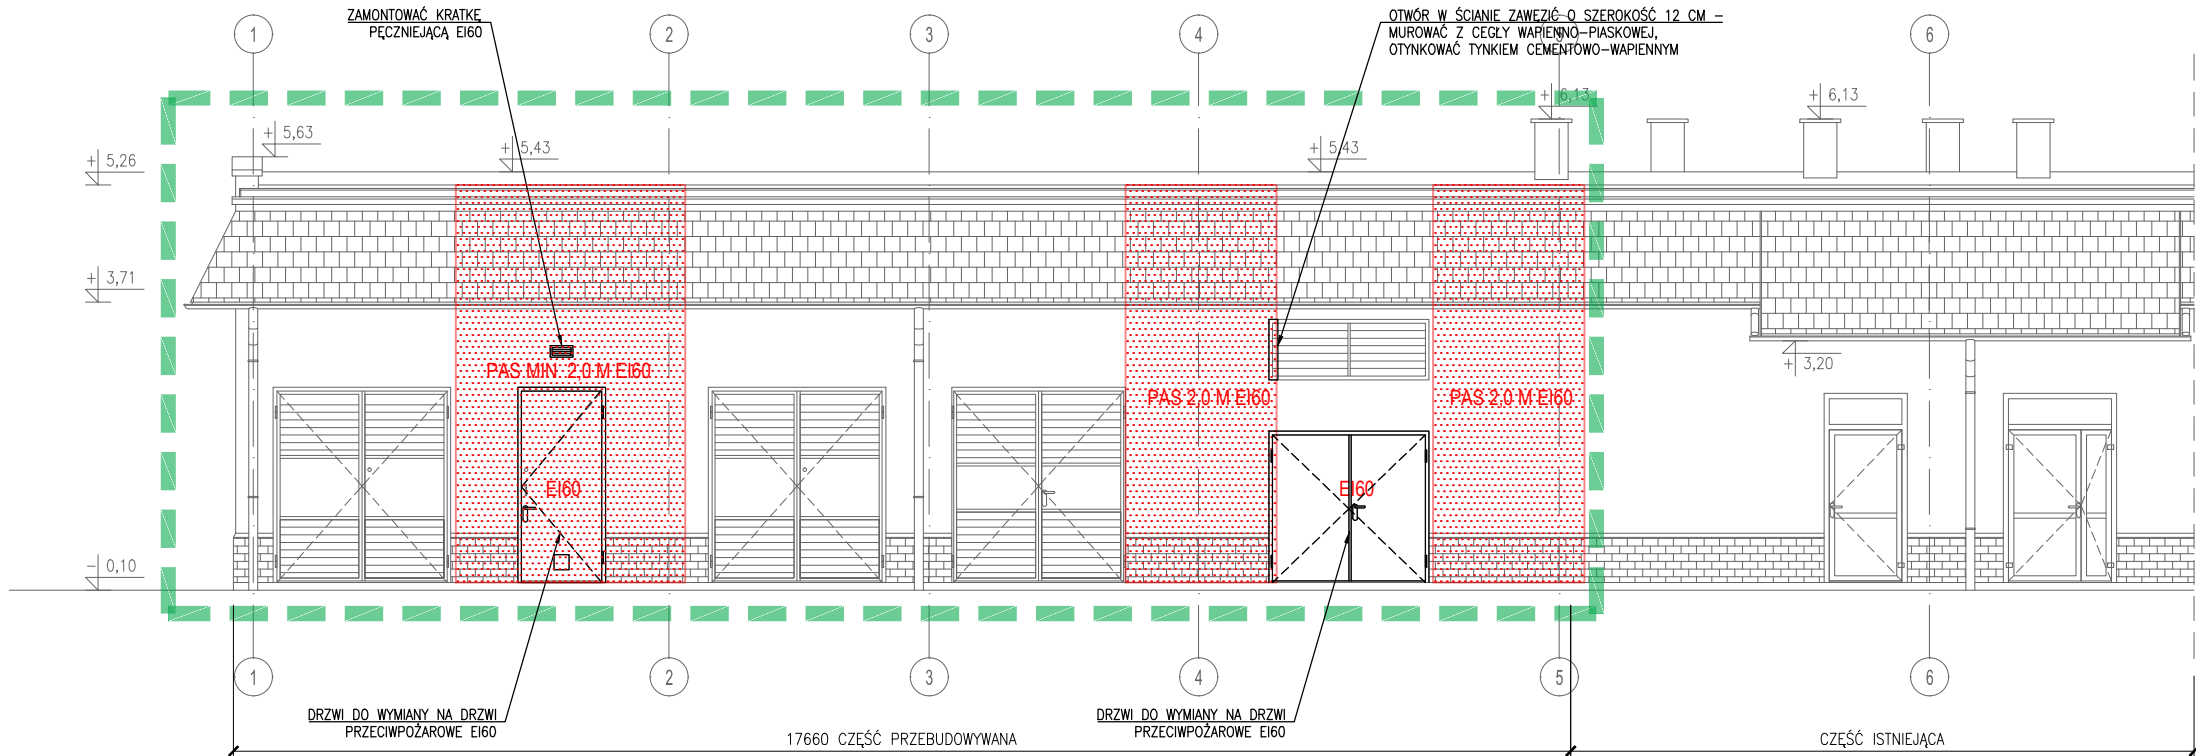 ZAMONTOWAĆ KRATKĘ
PĘCZNIEJĄCĄ EI60
OTWÓR W ŚCIANIE ZAWĘZIĆ O SZEROKOŚĆ 12 CM –
MUROWAĆ Z CEGŁY WAPIENNO-PIASKOWEJ,
OTYNKOWAĆ TYNKIEM CEMENTOWO-WAPIENNYM
1
2
3
4
5
6
+ 5,63
+ 5,26
+ 5,43
+ 5,43
+ 6,13
+ 6,13
+ 3,71
+ 3,20
- 0,10
PAS MIN. 2,0 M EI60
PAS 2,0 M EI60
PAS 2,0 M EI60
EI60
EI60
1
2
3
4
5
6
DRZWI DO WYMIANY NA DRZWI
PRZECIWPOŻAROWE EI60
DRZWI DO WYMIANY NA DRZWI
PRZECIWPOŻAROWE EI60
17660 CZĘŚĆ PRZEBUDOWYWANA
CZĘŚĆ ISTNIEJĄCA